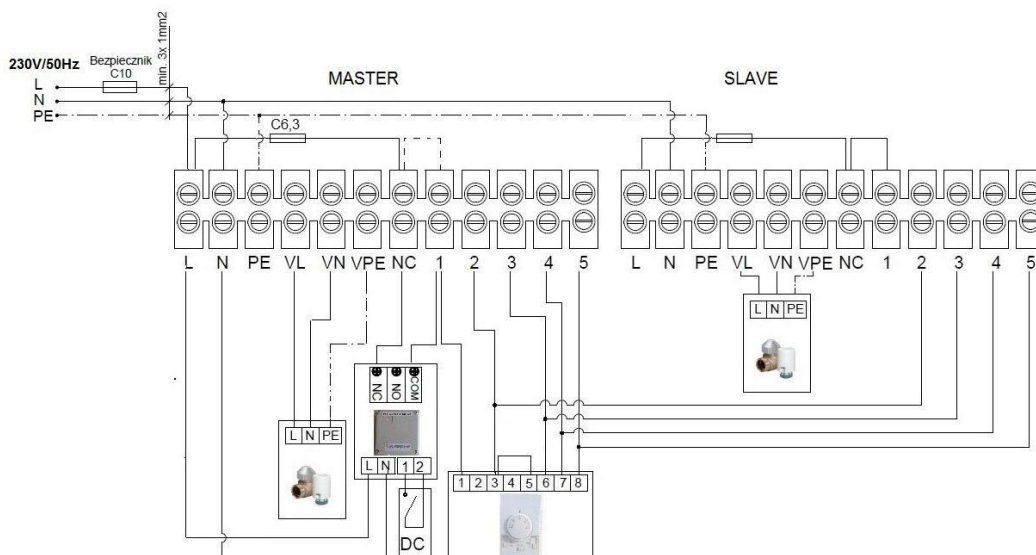 min. 3x 1mm2
230V/50Hz
Bezpiecznik
C10
MASTER
SLAVE
L
N
PE
C6,3
L N PE VL VN VPE NC 1 2 3 4 5
L N PE VL VN VPE NC 1 2 3 4 5
L N PE
NC NO COM
L N PE
L N 1 2
1 2 3 4 5 6 7 8
DC